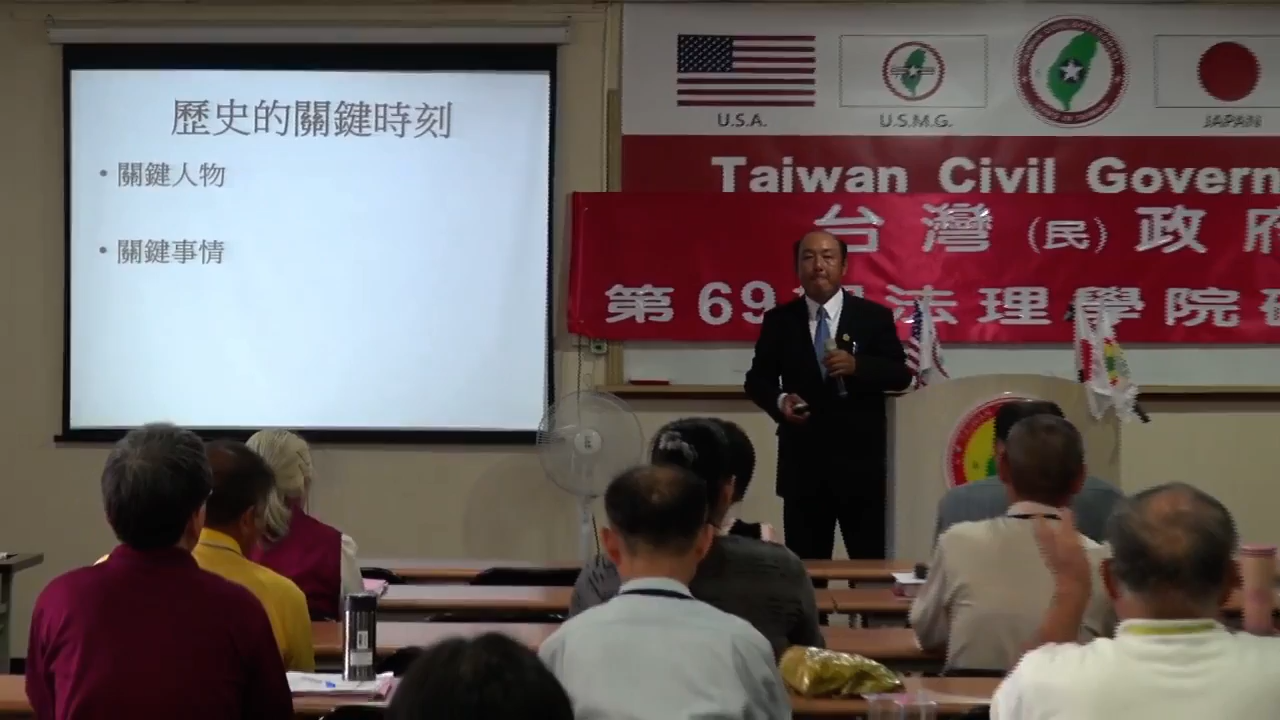 歷史的關鍵時刻
• 關鍵人物
• 關鍵事情
U.S.A.
U.S.M.G.
JAPAN
Taiwan Civil Govern
台灣(民)政府
第69 法理學院